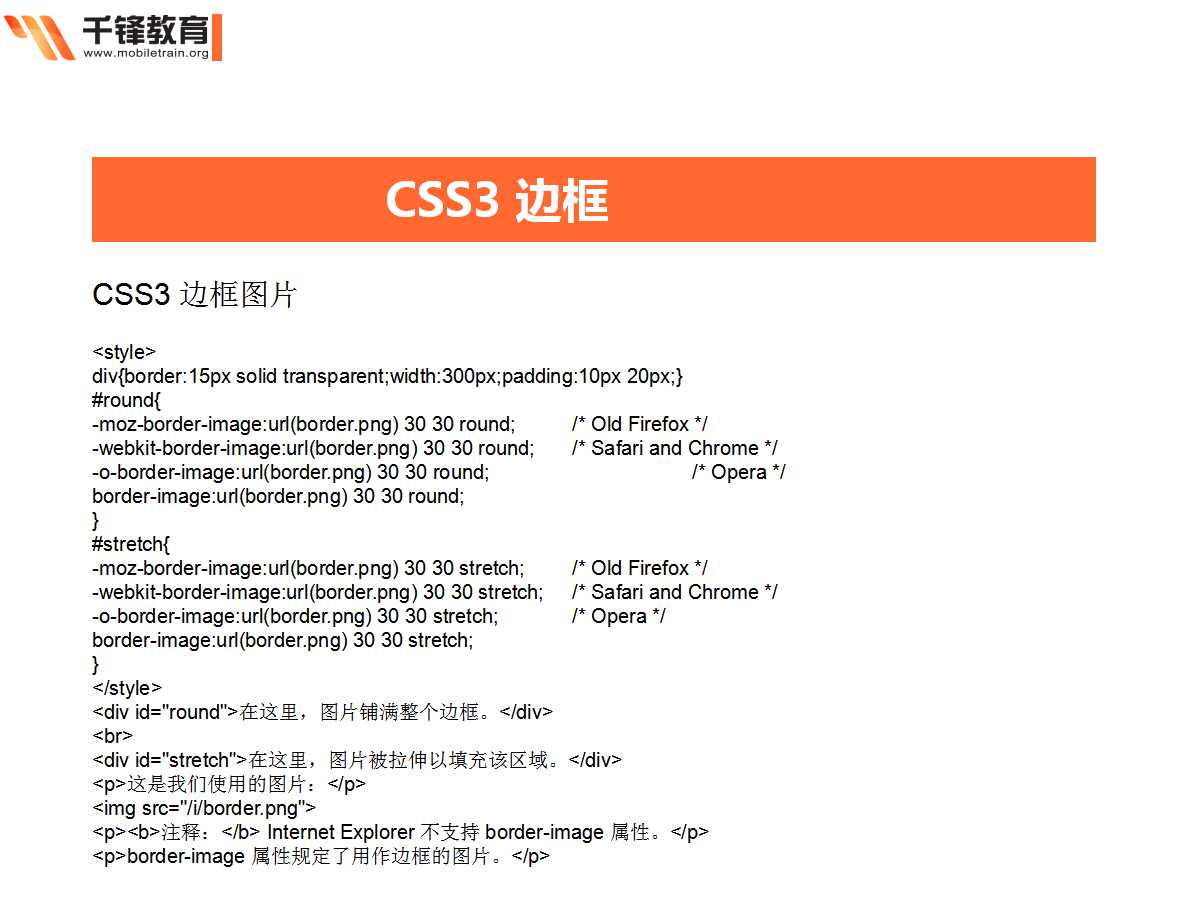 千锋教育
www.mobiletrain.org
CSS3 边框
CSS3 边框图片
<style>
div{border:15px solid transparent;width:300px;padding:10px 20px;}
#round{
-moz-border-image:url(border.png) 30 30 round; /* Old Firefox */
-webkit-border-image:url(border.png) 30 30 round; /* Safari and Chrome */
-o-border-image:url(border.png) 30 30 round; /* Opera */
border-image:url(border.png) 30 30 round;
}
#stretch{
-moz-border-image:url(border.png) 30 30 stretch; /* Old Firefox */
-webkit-border-image:url(border.png) 30 30 stretch; /* Safari and Chrome */
-o-border-image:url(border.png) 30 30 stretch; /* Opera */
border-image:url(border.png) 30 30 stretch;
}
</style>
<div id="round">在这里，图片铺满整个边框。</div>
<br>
<div id="stretch">在这里，图片被拉伸以填充该区域。</div>
<p>这是我们使用的图片：</p>
<img src="/i/border.png">
<p><b>注释：</b> Internet Explorer 不支持 border-image 属性。</p>
<p>border-image 属性规定了用作边框的图片。</p>